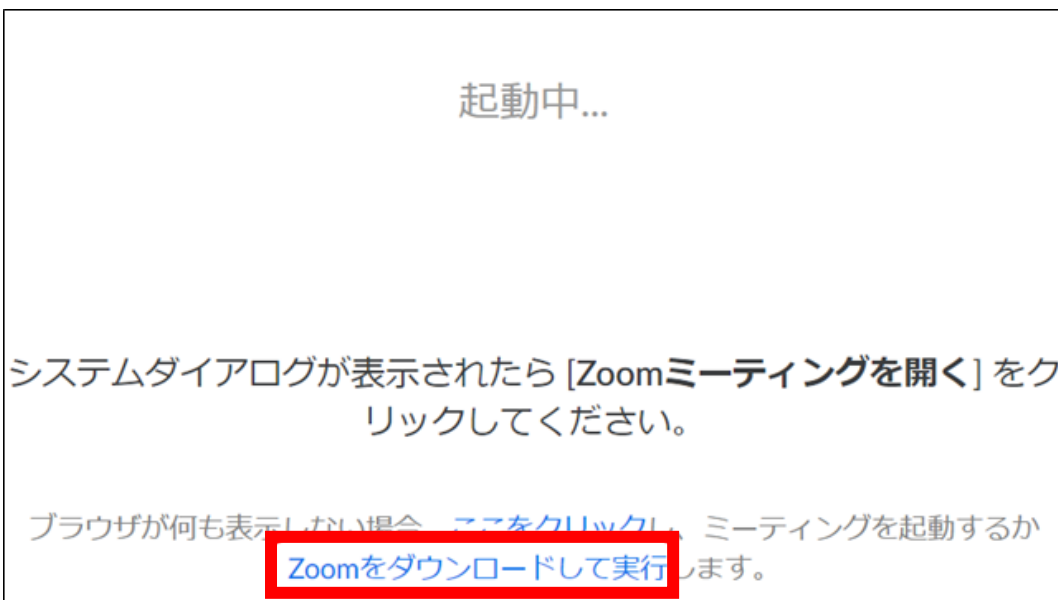 起動中...
システムダイアログが表示されたら [Zoomミーティングを開く] をク
リックしてください。
ブラウザが何も表示しない場合、ここをクリックし、ミーティングを起動するか
Zoomをダウンロードして実行します。